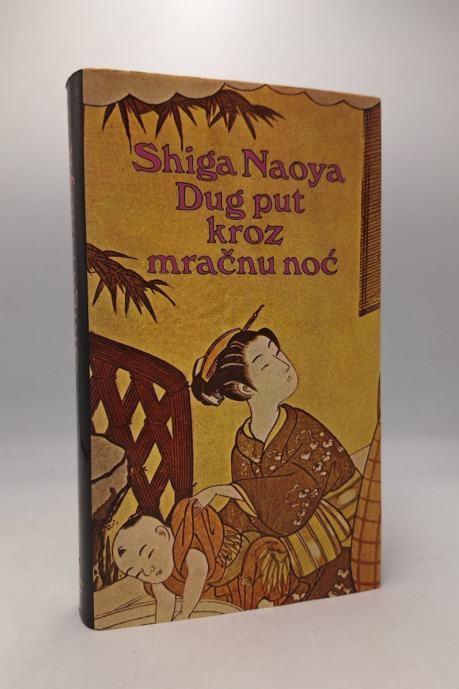 Shiga Naoya
Dug put
kroz
mračnu noć